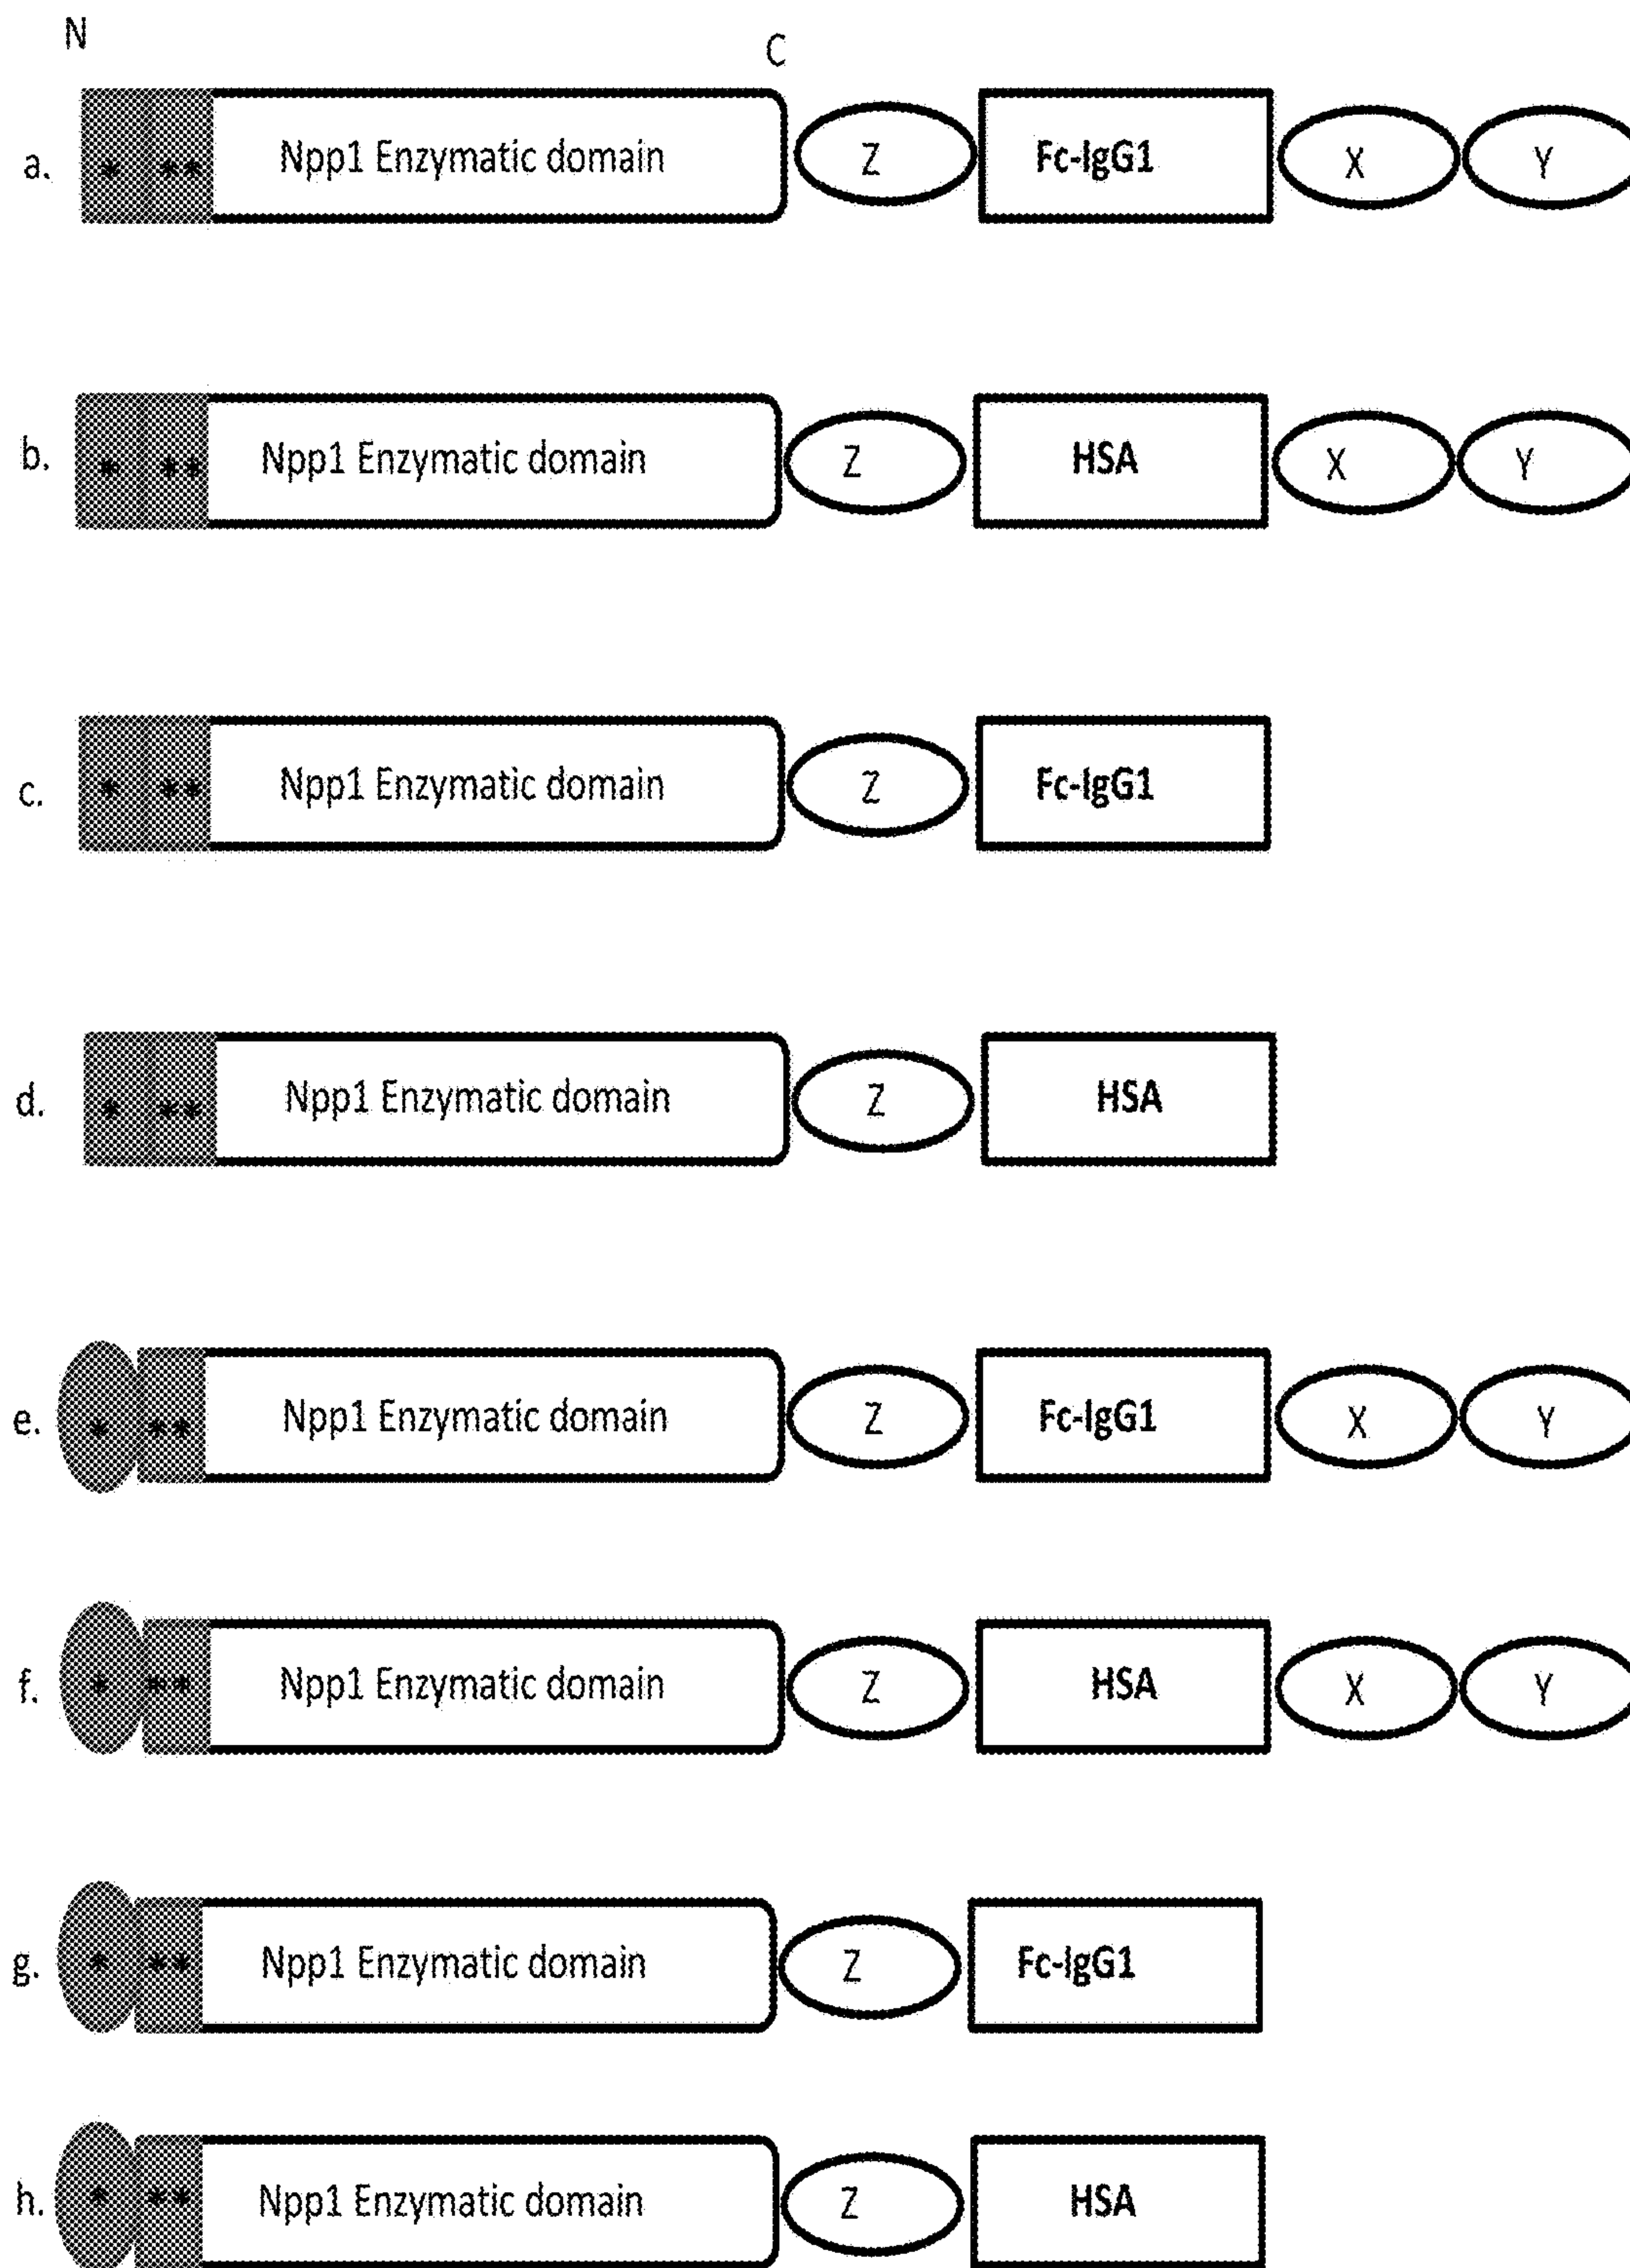 N
C
a. * ** Npp1 Enzymatic domain Z Fc-IgG1 X Y
b. * ** Npp1 Enzymatic domain Z HSA X Y
c. * ** Npp1 Enzymatic domain Z Fc-IgG1
d. * ** Npp1 Enzymatic domain Z HSA
e. * ** Npp1 Enzymatic domain Z Fc-IgG1 X Y
f. * ** Npp1 Enzymatic domain Z HSA X Y
g. * ** Npp1 Enzymatic domain Z Fc-IgG1
h. * ** Npp1 Enzymatic domain Z HSA